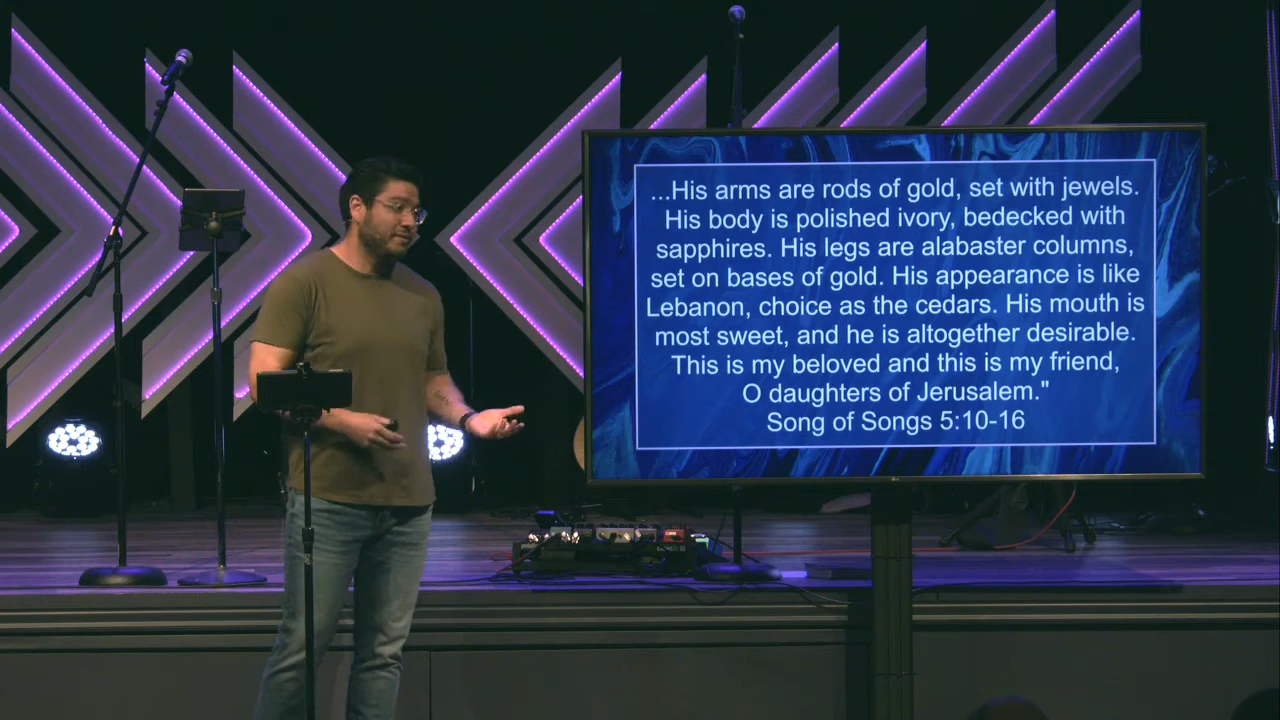 ...His arms are rods of gold, set with jewels.
His body is polished ivory, bedecked with
sapphires. His legs are alabaster columns,
set on bases of gold. His appearance is like
Lebanon, choice as the cedars. His mouth is
most sweet, and he is altogether desirable.
This is my beloved and this is my friend,
O daughters of Jerusalem."
Song of Songs 5:10-16